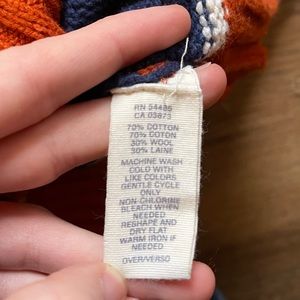 RN 54485
CA 03873
70% COTTON
70% COTON
30% WOOL
30% LAINE
MACHINE WASH
COLD WITH
LIKE COLORS
GENTLE CYCLE
ONLY
NON-CHLORINE
BLEACH WHEN
NEEDED
RESHAPE AND
DRY FLAT
WARM IRON IF
NEEDED
OVER/VERSO